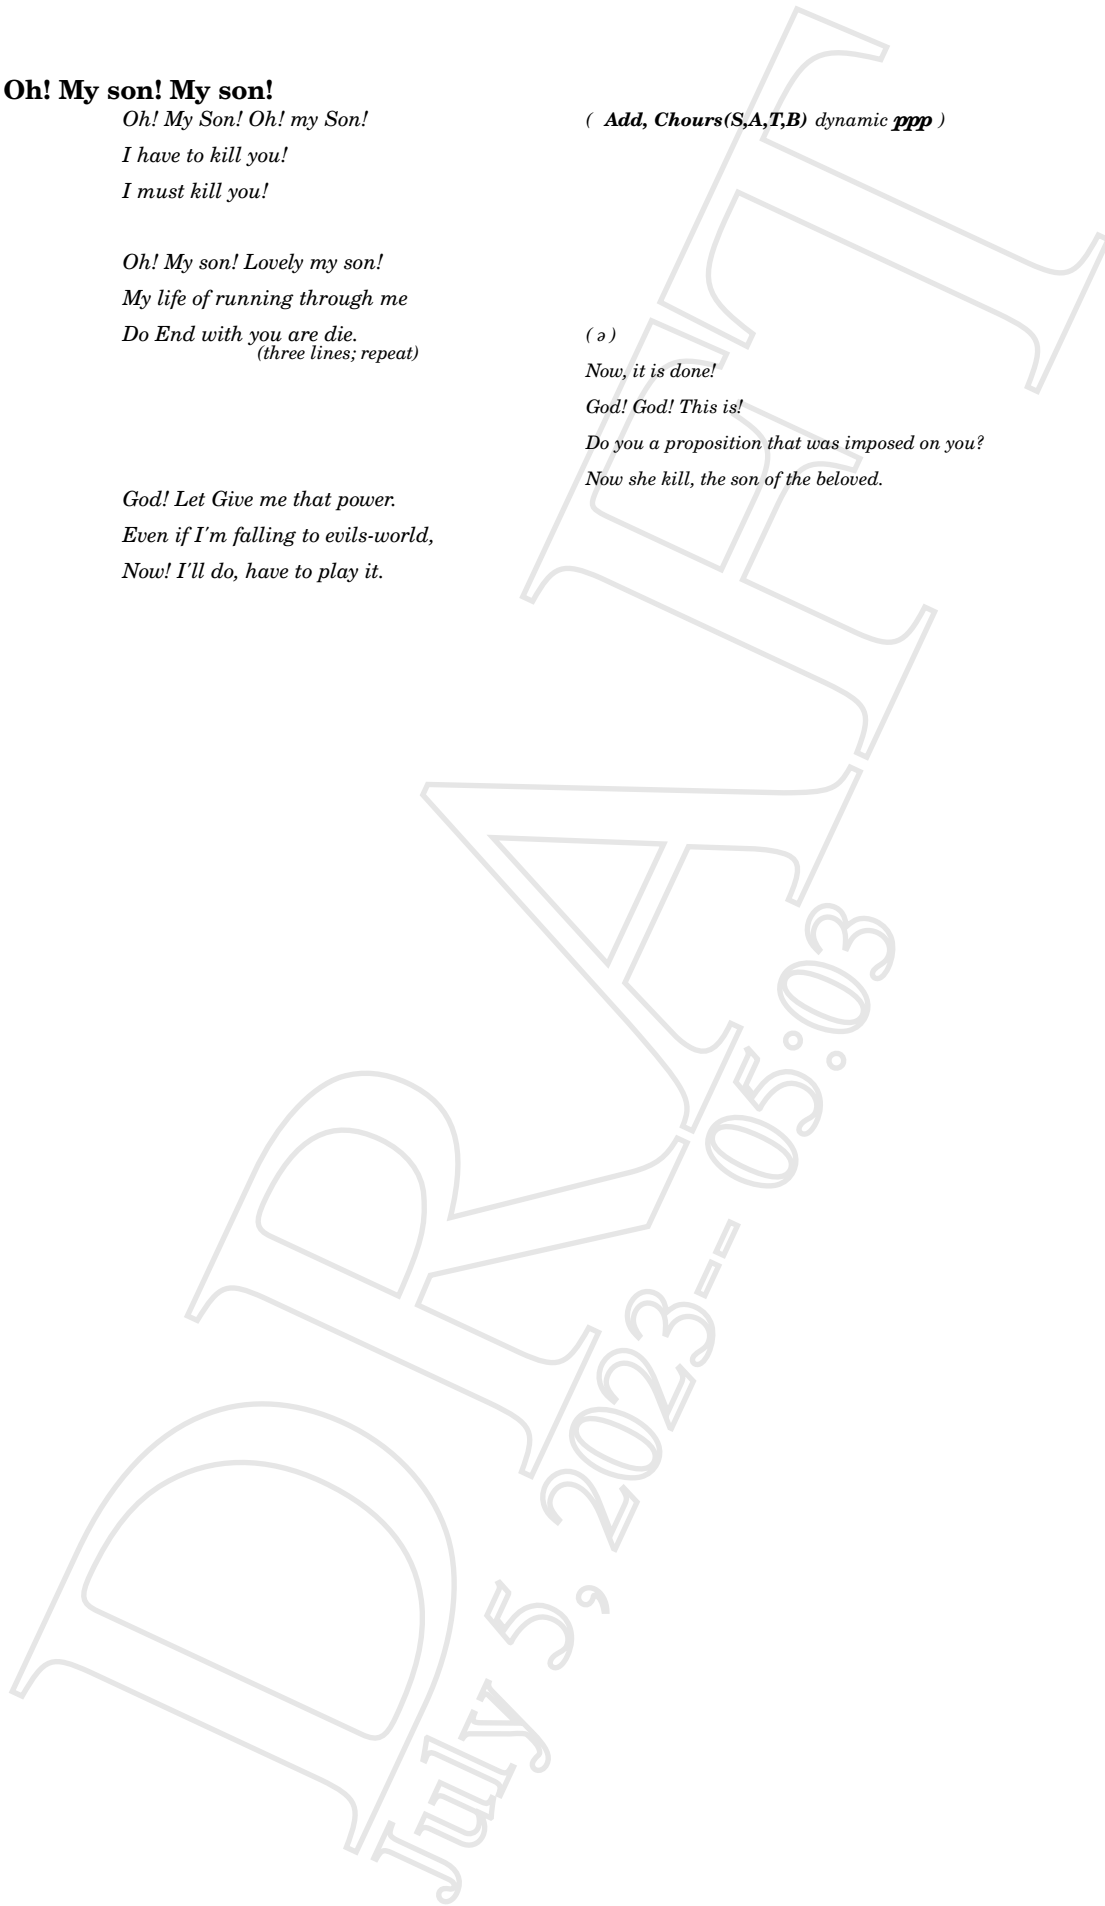 Oh! My son! My son!
Oh! My Son! Oh! my Son!
( Add, Chours(S,A,T,B) dynamic ppp )
I have to kill you!
I must kill you!
Oh! My son! Lovely my son!
My life of running through me
Do End with you are die.
(three lines; repeat)
( ə )
Now, it is done!
God! God! This is!
Do you a proposition that was imposed on you?
Now she kill, the son of the beloved.
God! Let Give me that power.
Even if I'm falling to evils-world,
Now! I'll do, have to play it.
DRAFT
July 5, 2023-- 05:03